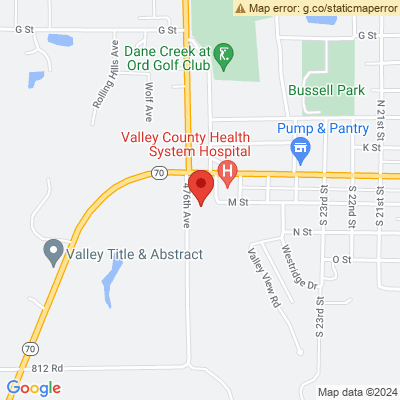 Map error: g.co/staticmaperror
G St
G St
G St
Dane Creek at
Ord Golf Club
Rolling Hills Ave
Wolf Ave
Bussell Park
N 21st St
K St
Valley County Health
System Hospital
Pump & Pantry
70
H
476th Ave
M St
S 23rd St
S 22nd St
S 21st St
N St
Valley Title & Abstract
Valley View Rd
Westridge Dr
O St
S 23rd St
70
812 Rd
Google
Map data ©2024